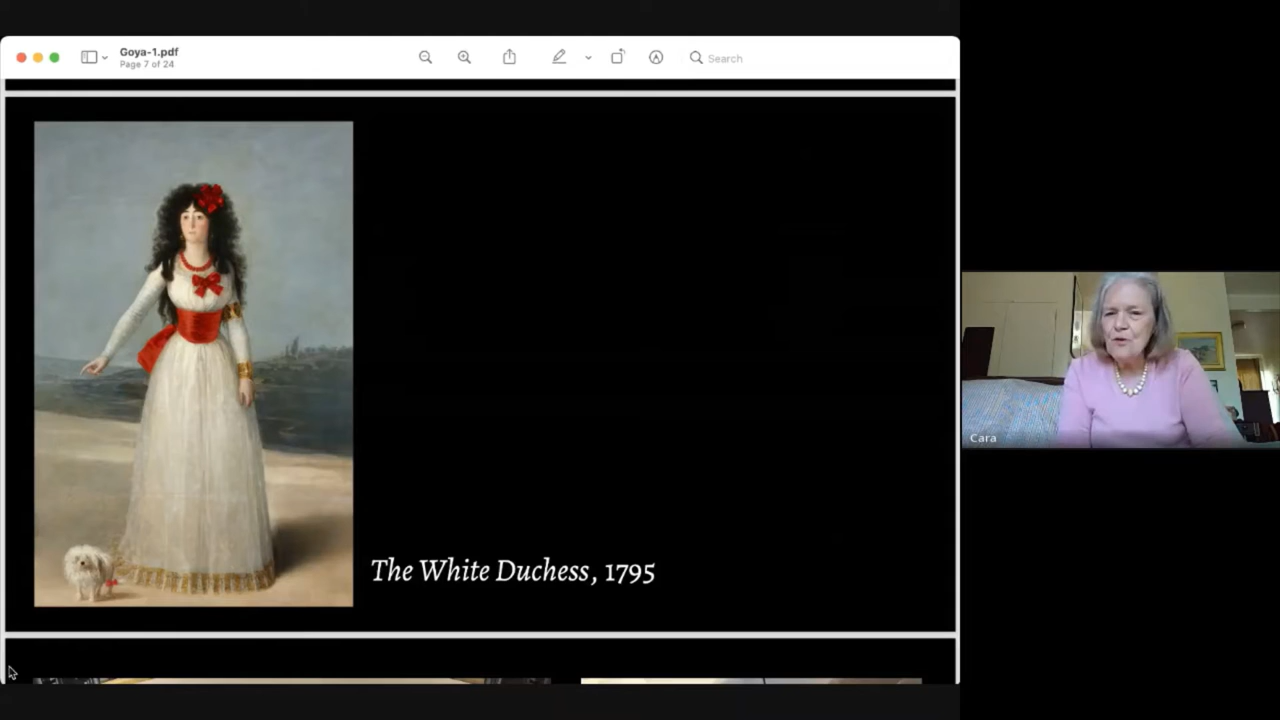 Goya-1.pdf
Page 7 of 24
Search
The White Duchess, 1795
Cara